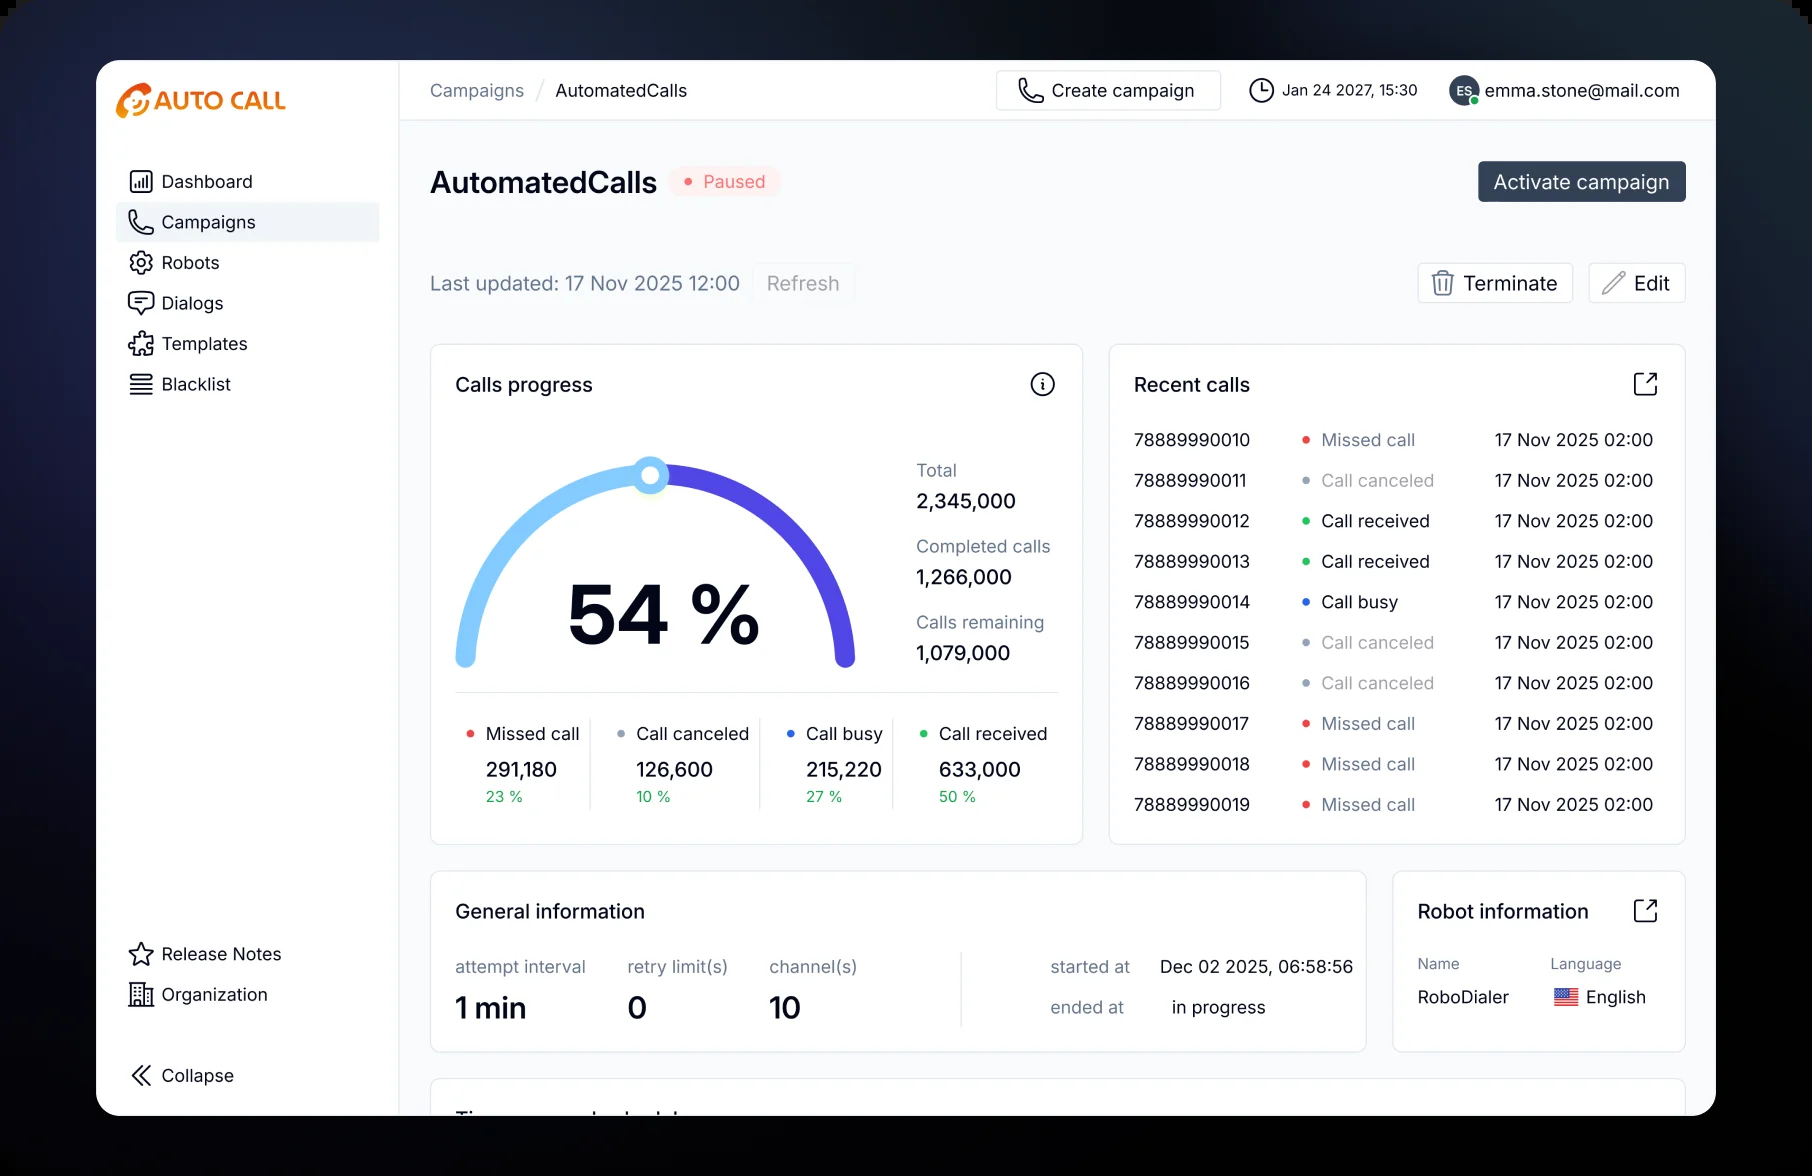 AUTO CALL
Campaigns / AutomatedCalls
Create campaign
Jan 24 2027, 15:30
ES emma.stone@mail.com
Dashboard
Campaigns
Robots
Dialogs
Templates
Blacklist
Release Notes
Organization
Collapse
AutomatedCalls Paused
Activate campaign
Last updated: 17 Nov 2025 12:00 Refresh
Terminate
Edit
Calls progress
54 %
Total
2,345,000
Completed calls
1,266,000
Calls remaining
1,079,000
Missed call
291,180
23 %
Call canceled
126,600
10 %
Call busy
215,220
27 %
Call received
633,000
50 %
Recent calls
78889990010 Missed call 17 Nov 2025 02:00
78889990011 Call canceled 17 Nov 2025 02:00
78889990012 Call received 17 Nov 2025 02:00
78889990013 Call received 17 Nov 2025 02:00
78889990014 Call busy 17 Nov 2025 02:00
78889990015 Call canceled 17 Nov 2025 02:00
78889990016 Call canceled 17 Nov 2025 02:00
78889990017 Missed call 17 Nov 2025 02:00
78889990018 Missed call 17 Nov 2025 02:00
78889990019 Missed call 17 Nov 2025 02:00
General information
attempt interval
1 min
retry limit(s)
0
channel(s)
10
started at Dec 02 2025, 06:58:56
ended at in progress
Robot information
Name
RoboDialer
Language
English